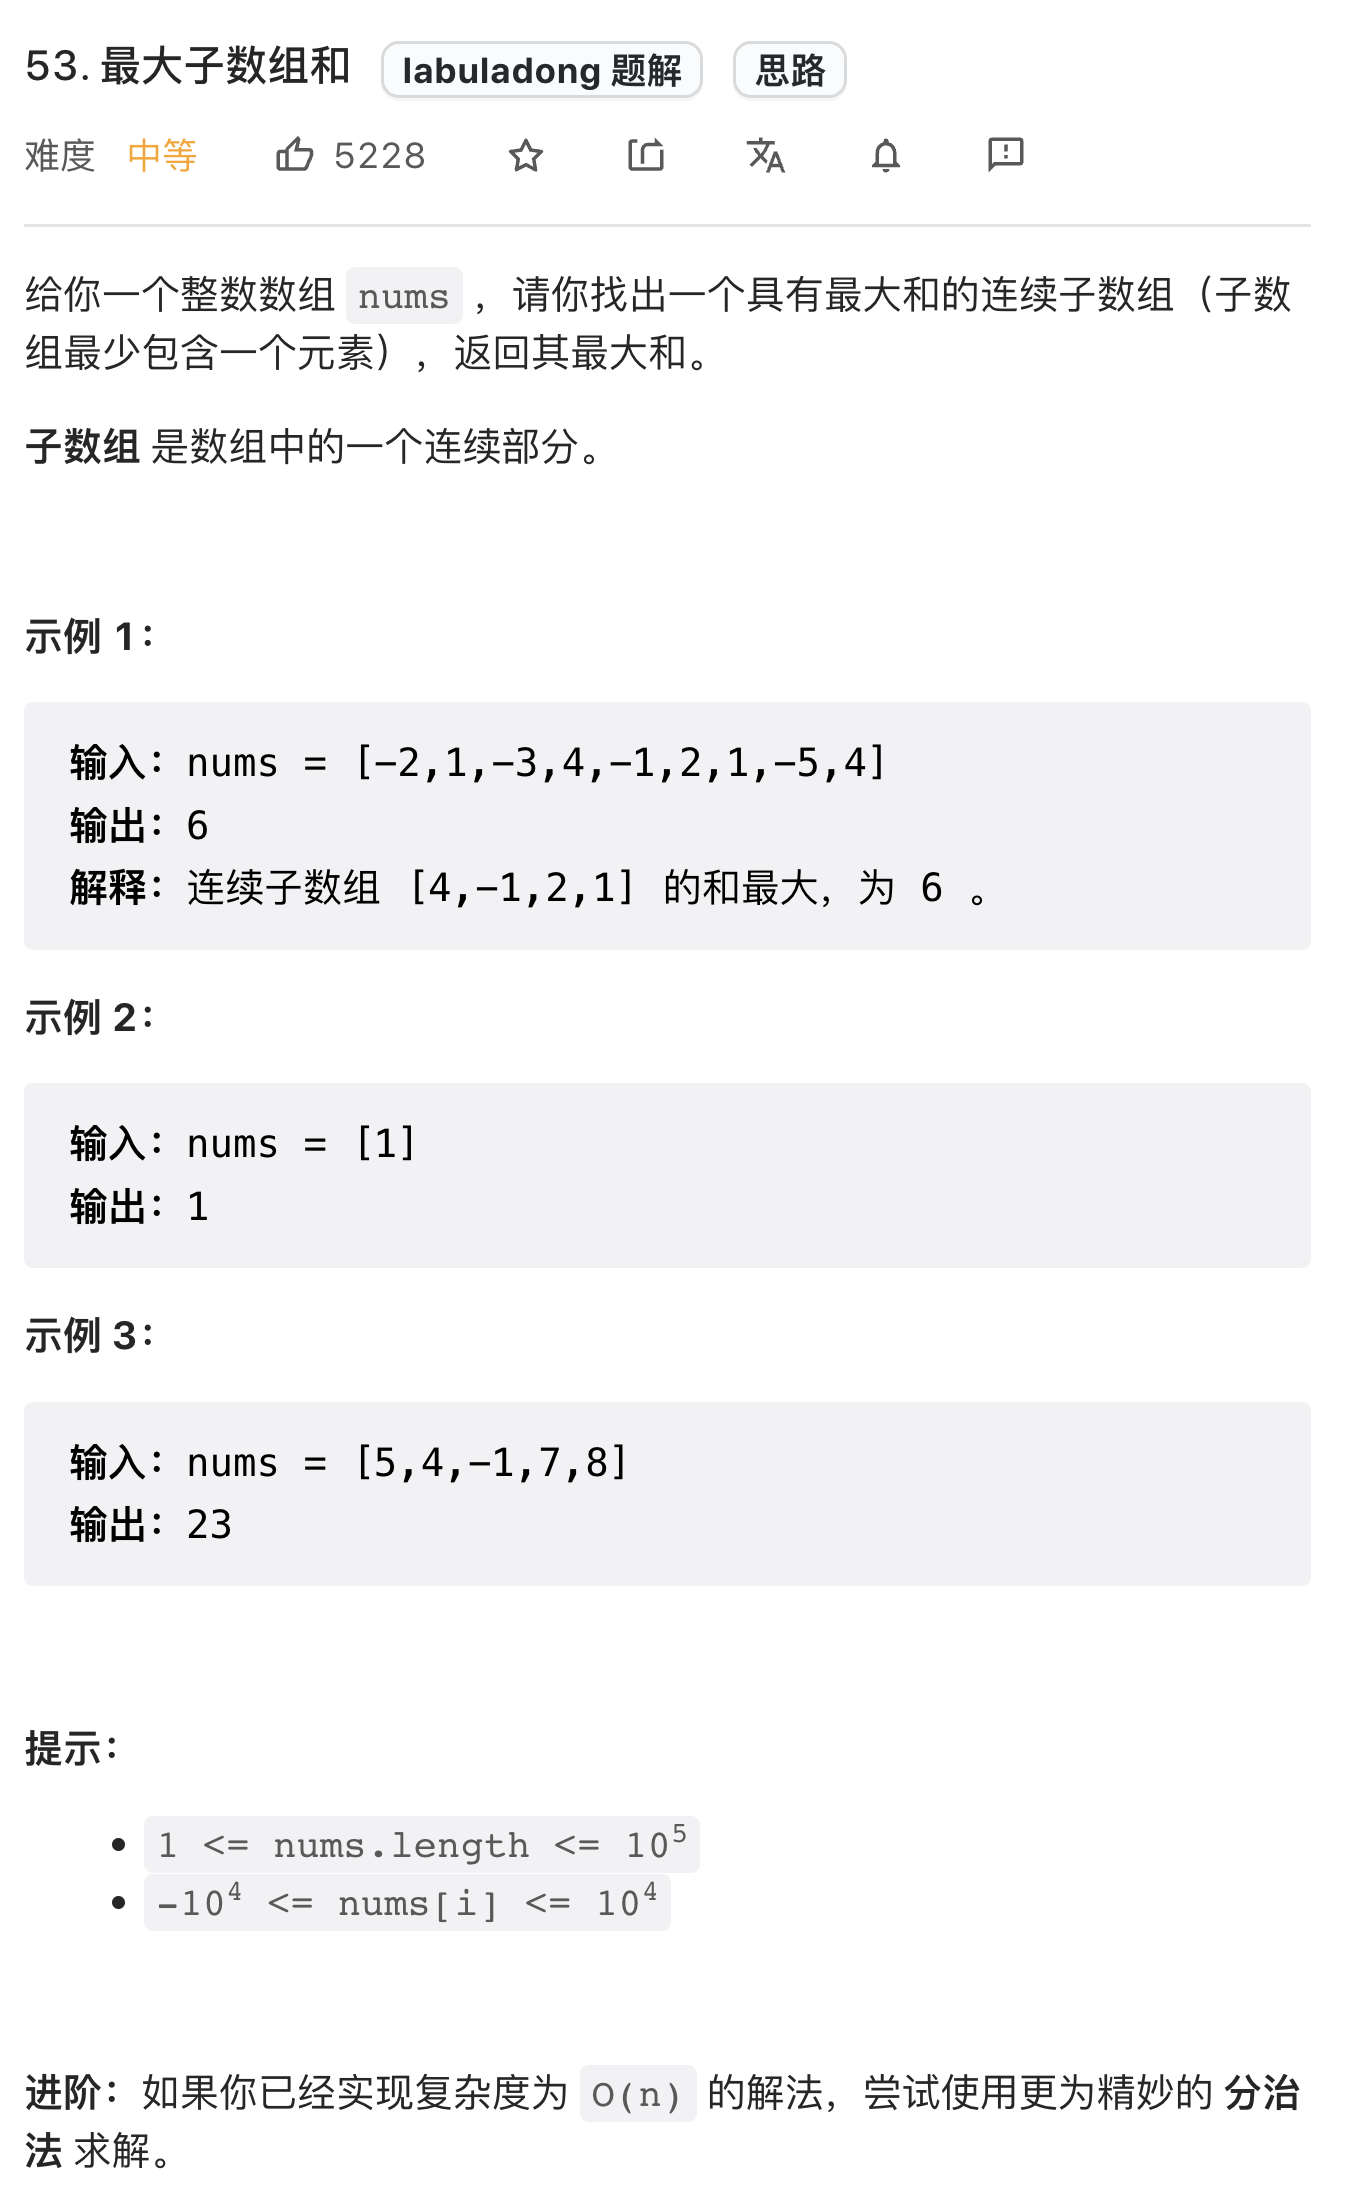 53. 最大子数组和 labuladong 题解 思路
难度 中等 5228
给你一个整数数组 nums ，请你找出一个具有最大和的连续子数组（子数
组最少包含一个元素），返回其最大和。
子数组 是数组中的一个连续部分。
示例 1：
输入：nums = [-2,1,-3,4,-1,2,1,-5,4]
输出：6
解释：连续子数组 [4,-1,2,1] 的和最大，为 6 。
示例 2：
输入：nums = [1]
输出：1
示例 3：
输入：nums = [5,4,-1,7,8]
输出：23
提示：
• 1 <= nums.length <= 10⁵
• -10⁴ <= nums[i] <= 10⁴
进阶：如果你已经实现复杂度为 O(n) 的解法，尝试使用更为精妙的 分治
法 求解。